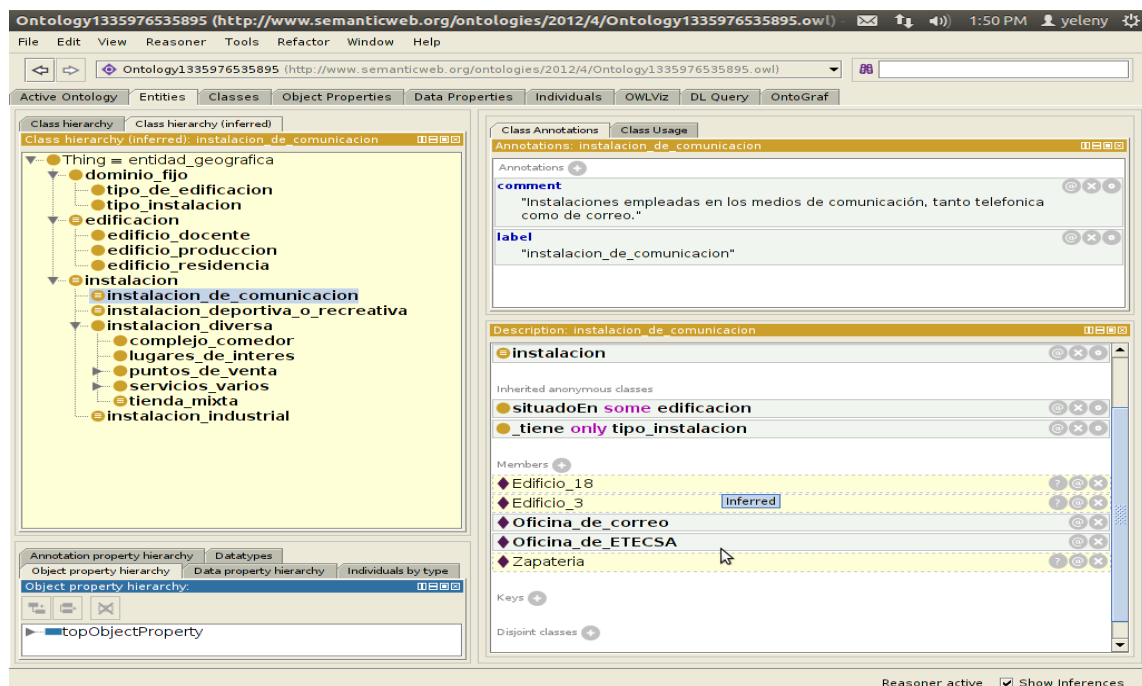 Ontology1335976535895 (http://www.semanticweb.org/ontologies/2012/4/Ontology1335976535895.owl) - 1:50 PM yeleny
File Edit View Reasoner Tools Refactor Window Help
Ontology1335976535895 (http://www.semanticweb.org/ontologies/2012/4/Ontology1335976535895.owl)
Active Ontology Entities Classes Object Properties Data Properties Individuals OWLViz DL Query OntoGraf
Class hierarchy Class hierarchy (inferred)
Class hierarchy (inferred): instalacion_de_comunicacion
Thing = entidad_geografica
dominio_fijo
tipo_de_edificacion
tipo_instalacion
edificacion
edificio_docente
edificio_produccion
edificio_residencia
instalacion
instalacion_de_comunicacion
instalacion_deportiva_o_recreativa
instalacion_diversa
complejo_comedor
lugares_de_interes
puntos_de_venta
servicios_varios
tienda_mixta
instalacion_industrial
Annotation property hierarchy Datatypes
Object property hierarchy Data property hierarchy Individuals by type
Object property hierarchy:
topObjectProperty
Class Annotations Class Usage
Annotations: instalacion_de_comunicacion
Annotations
comment
"Instalaciones empleadas en los medios de comunicación, tanto telefonica
como de correo."
label
"instalacion_de_comunicacion"
Description: instalacion_de_comunicacion
instalacion
Inherited anonymous classes
situadoEn some edificacion
_tiene only tipo_instalacion
Members
Edificio_18
Edificio_3 Inferred
Oficina_de_correo
Oficina_de_ETECSA
Zapateria
Keys
Disjoint classes
Reasoner active Show Inferences